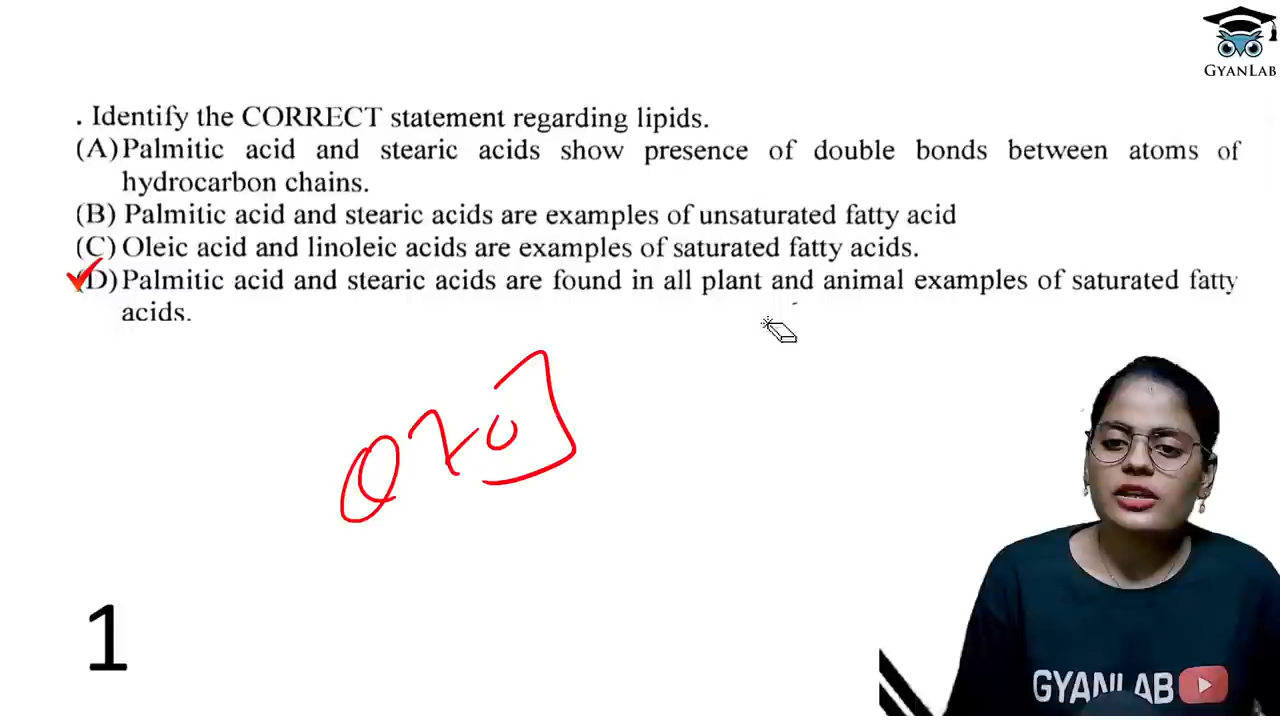 GYANLAB
. Identify the CORRECT statement regarding lipids.
(A) Palmitic acid and stearic acids show presence of double bonds between atoms of
hydrocarbon chains.
(B) Palmitic acid and stearic acids are examples of unsaturated fatty acid
(C) Oleic acid and linoleic acids are examples of saturated fatty acids.
(D) Palmitic acid and stearic acids are found in all plant and animal examples of saturated fatty
acids.
1
GYANLAB